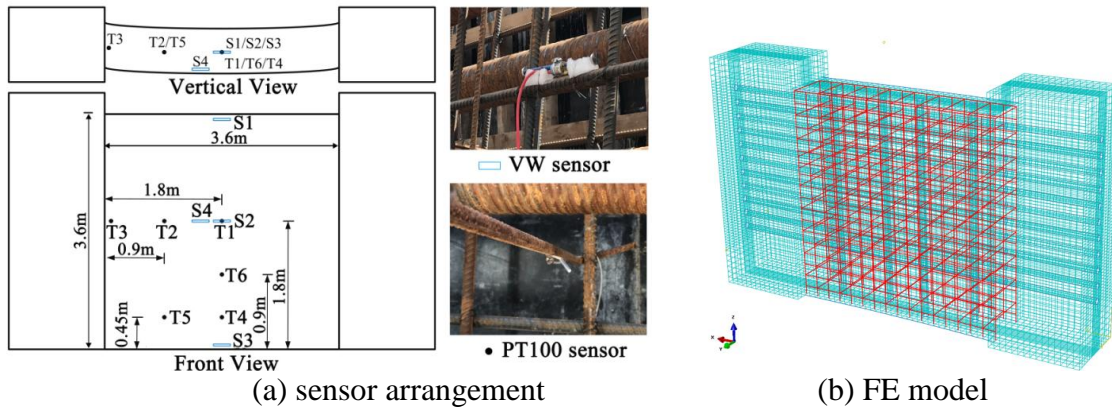 T3
T2/T5
S1/S2/S3
S4
T1/T6/T4
Vertical View
S1
3.6m
1.8m
S4
S2
T3
T2
T1
3.6m
0.9m
T6
1.8m
0.9m
0.45m
T5
T4
S3
Front View
VW sensor
PT100 sensor
Z
X
Y
(a) sensor arrangement
(b) FE model